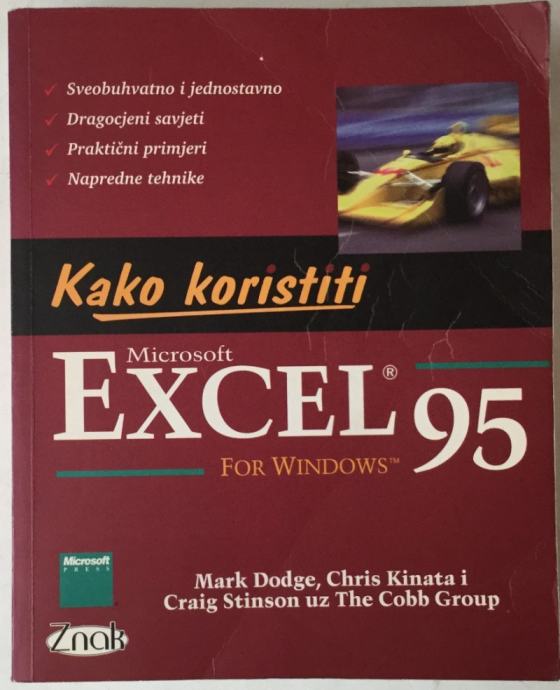 Sveobuhvatno i jednostavno
Dragocjeni savjeti
Praktični primjeri
Napredne tehnike
Kako koristiti
Microsoft
EXCEL® 95
FOR WINDOWS™
Microsoft
PRESS
Mark Dodge, Chris Kinata i
Craig Stinson uz The Cobb Group
Znak